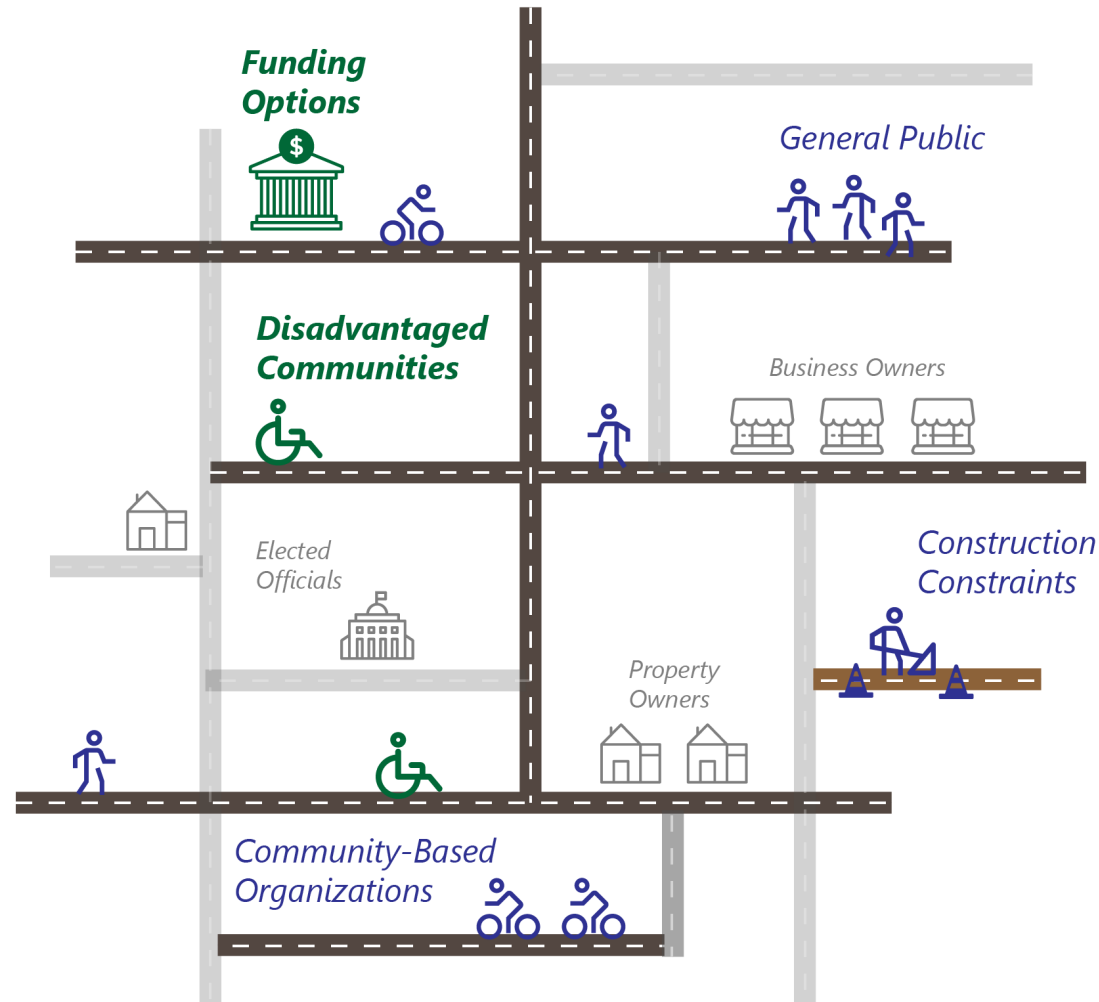 Funding
Options
$
General Public
Disadvantaged
Communities
Business Owners
Elected
Officials
Construction
Constraints
Property
Owners
Community-Based
Organizations